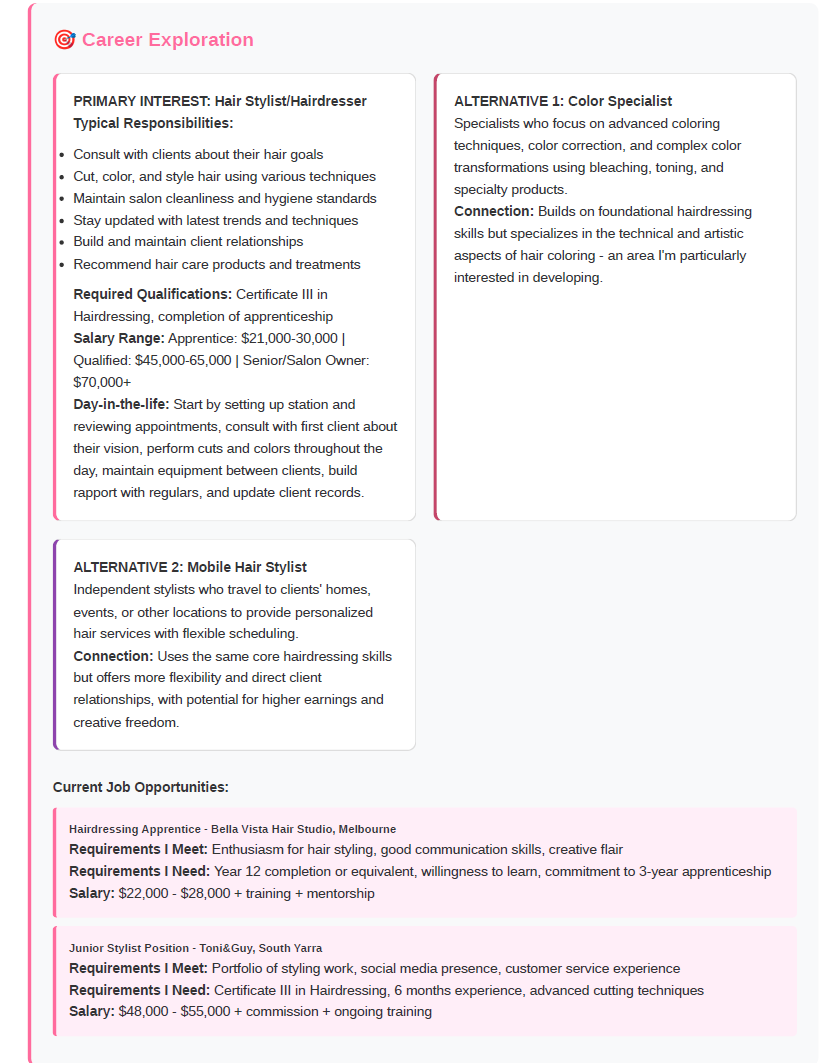 🎯 Career Exploration
PRIMARY INTEREST: Hair Stylist/Hairdresser
Typical Responsibilities:
• Consult with clients about their hair goals
• Cut, color, and style hair using various techniques
• Maintain salon cleanliness and hygiene standards
• Stay updated with latest trends and techniques
• Build and maintain client relationships
• Recommend hair care products and treatments
Required Qualifications: Certificate III in
Hairdressing, completion of apprenticeship
Salary Range: Apprentice: $21,000-30,000 |
Qualified: $45,000-65,000 | Senior/Salon Owner:
$70,000+
Day-in-the-life: Start by setting up station and
reviewing appointments, consult with first client about
their vision, perform cuts and colors throughout the
day, maintain equipment between clients, build
rapport with regulars, and update client records.
ALTERNATIVE 1: Color Specialist
Specialists who focus on advanced coloring
techniques, color correction, and complex color
transformations using bleaching, toning, and
specialty products.
Connection: Builds on foundational hairdressing
skills but specializes in the technical and artistic
aspects of hair coloring - an area I'm particularly
interested in developing.
ALTERNATIVE 2: Mobile Hair Stylist
Independent stylists who travel to clients' homes,
events, or other locations to provide personalized
hair services with flexible scheduling.
Connection: Uses the same core hairdressing skills
but offers more flexibility and direct client
relationships, with potential for higher earnings and
creative freedom.
Current Job Opportunities:
Hairdressing Apprentice - Bella Vista Hair Studio, Melbourne
Requirements I Meet: Enthusiasm for hair styling, good communication skills, creative flair
Requirements I Need: Year 12 completion or equivalent, willingness to learn, commitment to 3-year apprenticeship
Salary: $22,000 - $28,000 + training + mentorship
Junior Stylist Position - Toni&Guy, South Yarra
Requirements I Meet: Portfolio of styling work, social media presence, customer service experience
Requirements I Need: Certificate III in Hairdressing, 6 months experience, advanced cutting techniques
Salary: $48,000 - $55,000 + commission + ongoing training